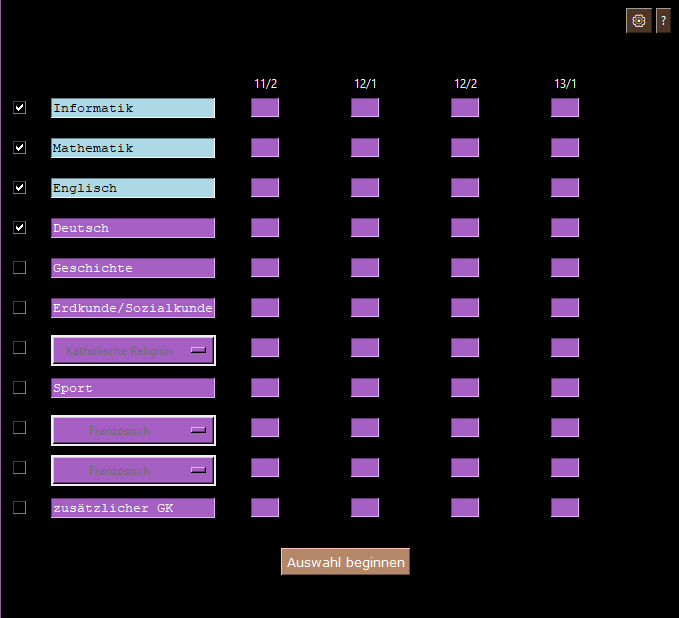 ?
11/2 12/1 12/2 13/1
Informatik
Mathematik
Englisch
Deutsch
Geschichte
Erdkunde/Sozialkunde
Katholische Religion
Sport
Französisch
Französisch
zusätzlicher GK
Auswahl beginnen